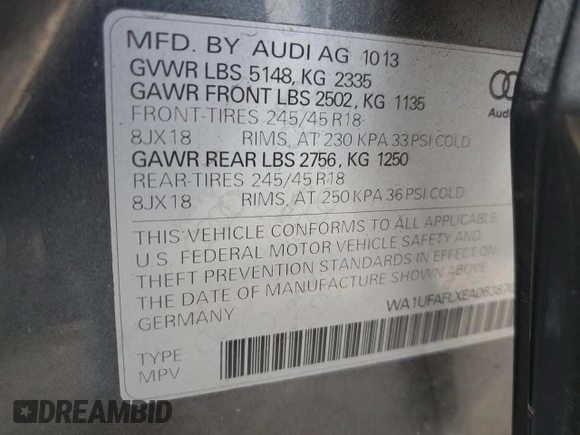 MFD. BY AUDI AG 10 13
GVWR LBS 5148, KG 2335
GAWR FRONT LBS 2502, KG 1135
FRONT-TIRES 245/45 R18
8JX18 RIMS, AT 230 KPA 33 PSI COLD
GAWR REAR LBS 2756, KG 1250
REAR-TIRES 245/45 R18
8JX18 RIMS, AT 250 KPA 36 PSI COLD
Audi
THIS VEHICLE CONFORMS TO ALL APPLICABLE
U.S. FEDERAL MOTOR VEHICLE SAFETY AND
THEFT PREVENTION STANDARDS IN EFFECT ON
THE DATE OF MANUFACTURE SHOWN ABOVE.
GERMANY
TYPE
MPV
DREAMBID